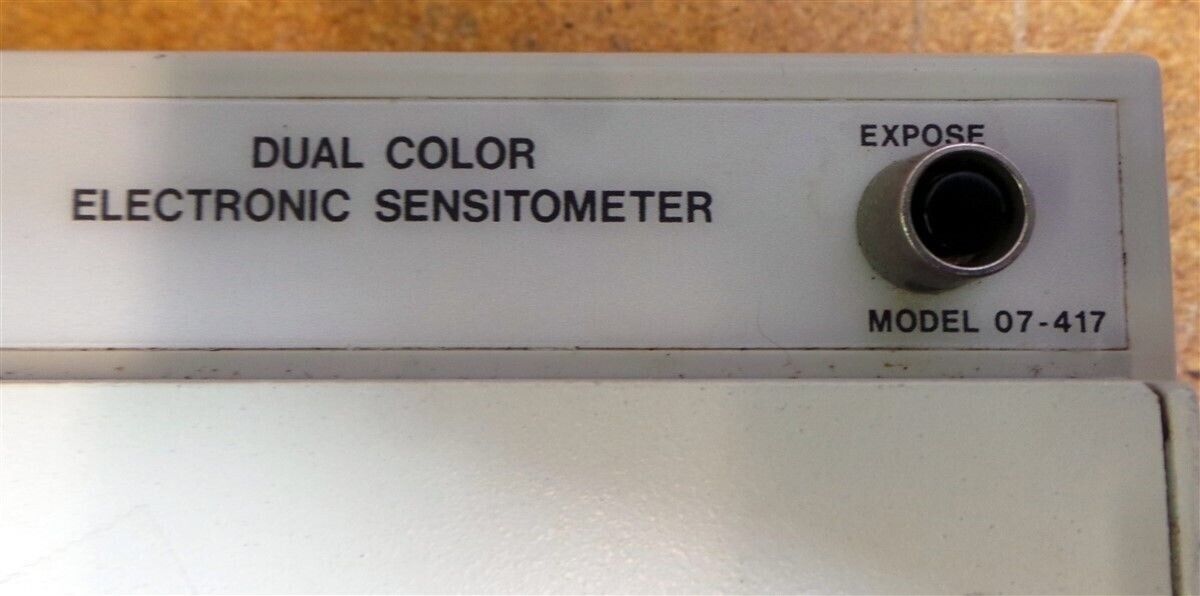 DUAL COLOR
ELECTRONIC SENSITOMETER
EXPOSE
MODEL 07-417